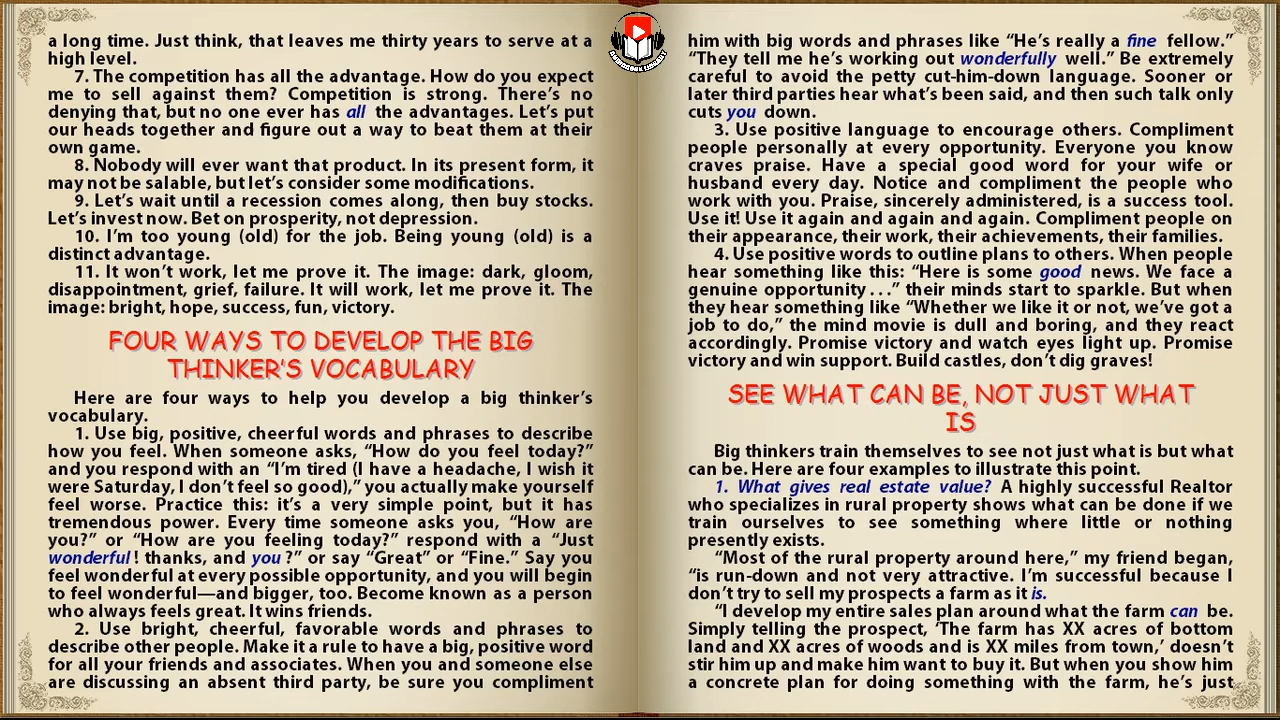 a long time. Just think, that leaves me thirty years to serve at a
high level.
7. The competition has all the advantage. How do you expect
me to sell against them? Competition is strong. There's no
denying that, but no one ever has all the advantages. Let's put
our heads together and figure out a way to beat them at their
own game.
8. Nobody will ever want that product. In its present form, it
may not be salable, but let's consider some modifications.
9. Let's wait until a recession comes along, then buy stocks.
Let's invest now. Bet on prosperity, not depression.
10. I'm too young (old) for the job. Being young (old) is a
distinct advantage.
11. It won't work, let me prove it. The image: dark, gloom,
disappointment, grief, failure. It will work, let me prove it. The
image: bright, hope, success, fun, victory.
FOUR WAYS TO DEVELOP THE BIG
THINKER'S VOCABULARY
Here are four ways to help you develop a big thinker's
vocabulary.
1. Use big, positive, cheerful words and phrases to describe
how you feel. When someone asks, “How do you feel today?”
and you respond with an “I'm tired (I have a headache, I wish it
were Saturday, I don't feel so good),” you actually make yourself
feel worse. Practice this: it's a very simple point, but it has
tremendous power. Every time someone asks you, “How are
you?” or “How are you feeling today?” respond with a “Just
wonderful! thanks, and you?” or say “Great” or “Fine.” Say you
feel wonderful at every possible opportunity, and you will begin
to feel wonderful—and bigger, too. Become known as a person
who always feels great. It wins friends.
2. Use bright, cheerful, favorable words and phrases to
describe other people. Make it a rule to have a big, positive word
for all your friends and associates. When you and someone else
are discussing an absent third party, be sure you compliment
AUDIOBOOK LIBRARY
him with big words and phrases like “He's really a fine fellow.”
“They tell me he's working out wonderfully well.” Be extremely
careful to avoid the petty cut-him-down language. Sooner or
later third parties hear what's been said, and then such talk only
cuts you down.
3. Use positive language to encourage others. Compliment
people personally at every opportunity. Everyone you know
craves praise. Have a special good word for your wife or
husband every day. Notice and compliment the people who
work with you. Praise, sincerely administered, is a success tool.
Use it! Use it again and again and again. Compliment people on
their appearance, their work, their achievements, their families.
4. Use positive words to outline plans to others. When people
hear something like this: “Here is some good news. We face a
genuine opportunity . . .” their minds start to sparkle. But when
they hear something like “Whether we like it or not, we've got a
job to do,” the mind movie is dull and boring, and they react
accordingly. Promise victory and watch eyes light up. Promise
victory and win support. Build castles, don't dig graves!
SEE WHAT CAN BE, NOT JUST WHAT
IS
Big thinkers train themselves to see not just what is but what
can be. Here are four examples to illustrate this point.
1. What gives real estate value? A highly successful Realtor
who specializes in rural property shows what can be done if we
train ourselves to see something where little or nothing
presently exists.
“Most of the rural property around here,” my friend began,
“is run-down and not very attractive. I'm successful because I
don't try to sell my prospects a farm as it is.
“I develop my entire sales plan around what the farm can be.
Simply telling the prospect, ‘The farm has XX acres of bottom
land and XX acres of woods and is XX miles from town,’ doesn't
stir him up and make him want to buy it. But when you show him
a concrete plan for doing something with the farm, he's just